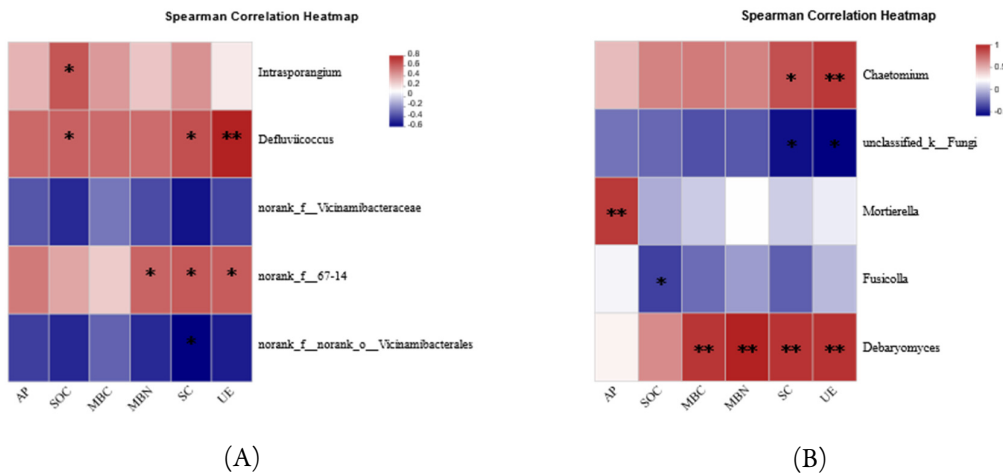 Spearman Correlation Heatmap
* Intrasporangium
* * ** Defluviicoccus
norank_f__Vicinamibacteraceae
* * * norank_f__67-14
* norank_f__norank_o__Vicinamibacterales
AP SOC MBC MBN SC UE
0.8
0.6
0.4
0.2
0
-0.2
-0.4
-0.6
(A)
Spearman Correlation Heatmap
* ** Chaetomium
* * unclassified_k__Fungi
** Mortierella
* Fusicolla
** ** ** ** Debaryomyces
AP SOC MBC MBN SC UE
1
0.5
0
(B)